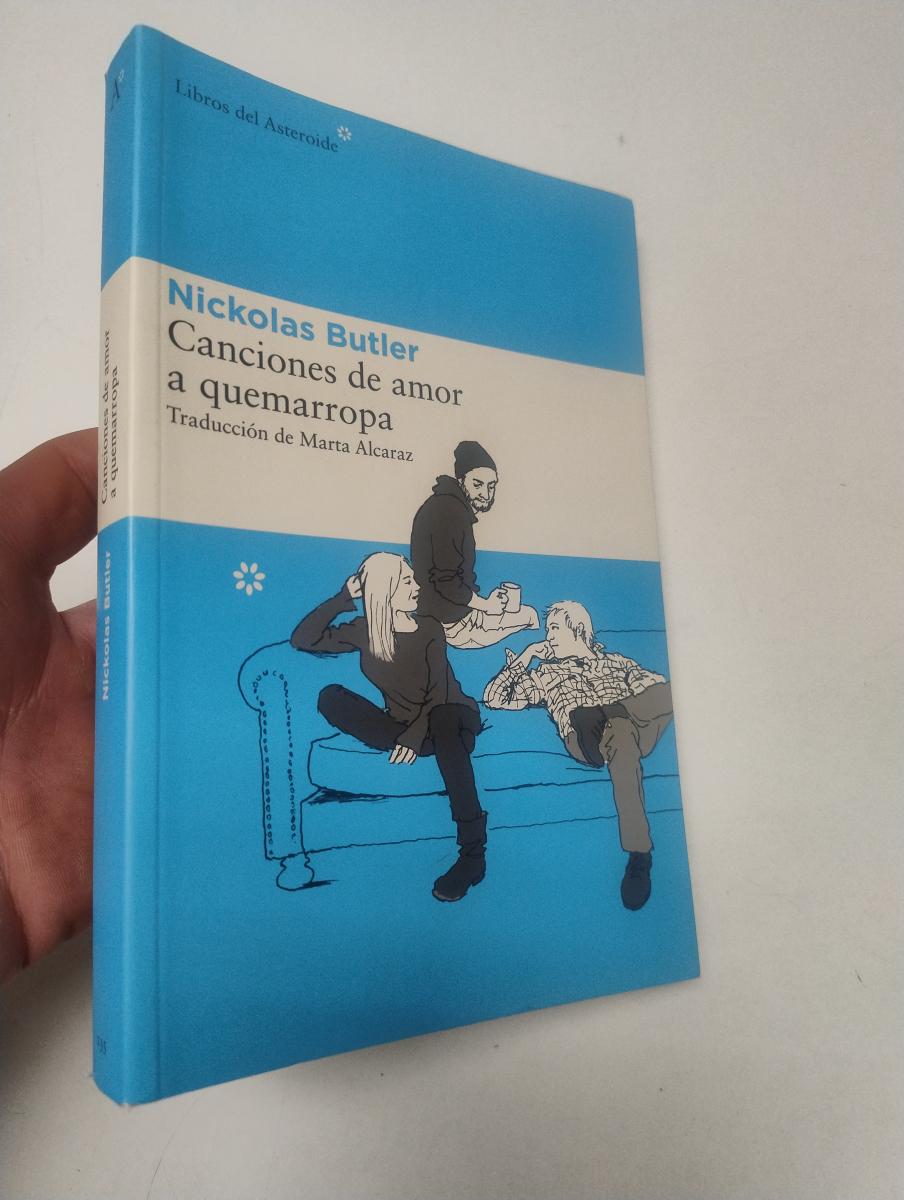 Libros del Asteroide
Nickolas Butler
Canciones de amor
a quemarropa
Traducción de Marta Alcaraz
A
Canciones de amor
a quemarropa
Nickolas Butler